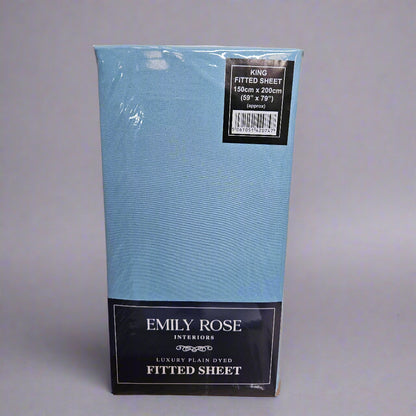 KING
FITTED SHEET
150cm x 200cm
(59" x 79")
(approx)
EMILY ROSE
INTERIORS
LUXURY PLAIN DYED
FITTED SHEET